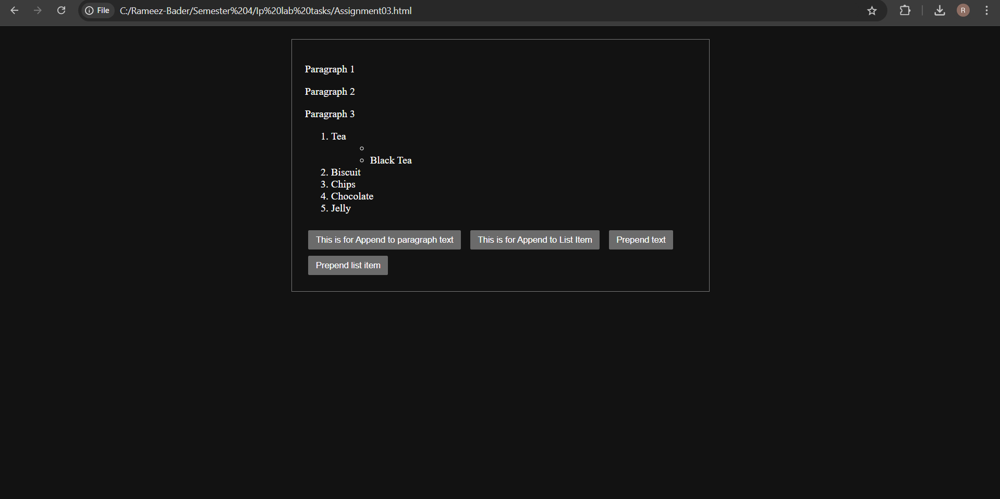 File C:/Rameez-Bader/Semester%204/Ip%20lab%20tasks/Assignment03.html R
Paragraph 1
Paragraph 2
Paragraph 3
1. Tea
Black Tea
2. Biscuit
3. Chips
4. Chocolate
5. Jelly
This is for Append to paragraph text This is for Append to List Item Prepend text
Prepend list item